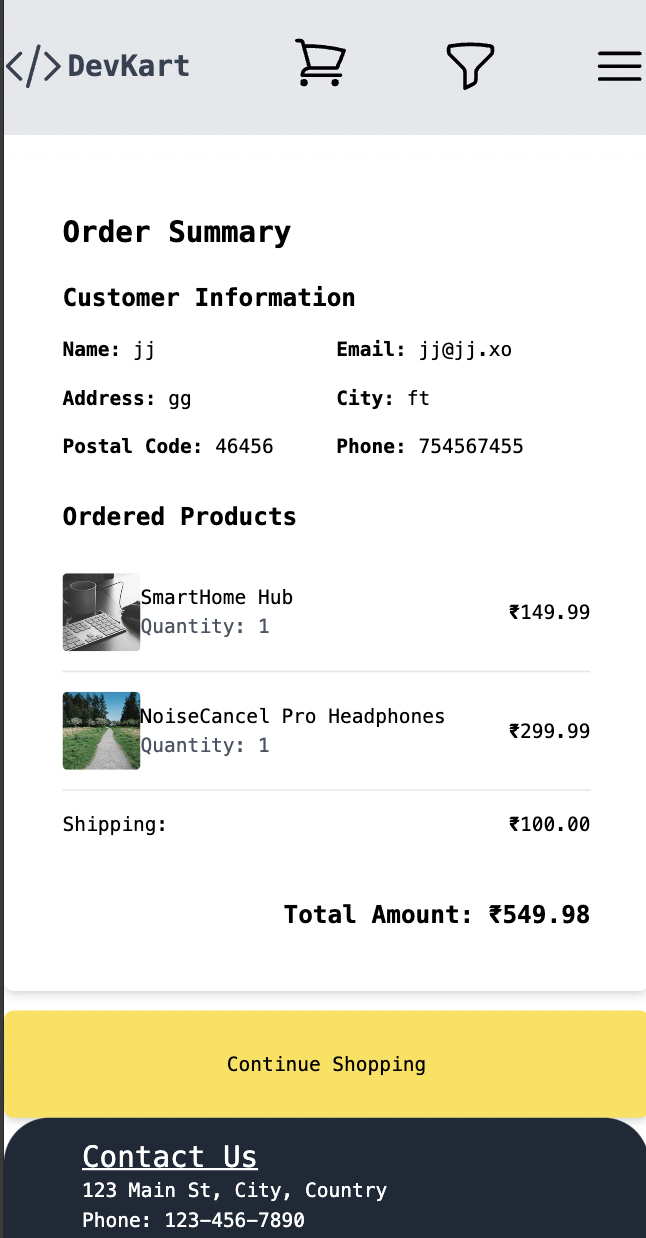 </> DevKart
Order Summary
Customer Information
Name: jj
Email: jj@jj.xo
Address: gg
City: ft
Postal Code: 46456
Phone: 754567455
Ordered Products
SmartHome Hub
Quantity: 1
₹149.99
NoiseCancel Pro Headphones
Quantity: 1
₹299.99
Shipping:
₹100.00
Total Amount: ₹549.98
Continue Shopping
Contact Us
123 Main St, City, Country
Phone: 123-456-7890